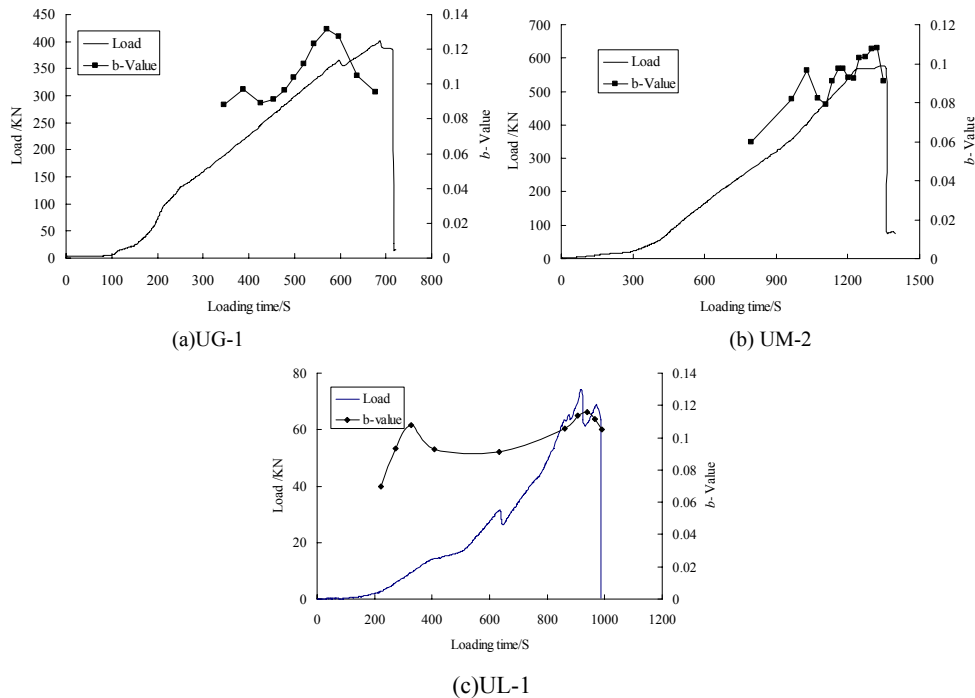 450
400
350
300
250
200
150
100
50
0
Load /KN
Load
b-Value
0.14
0.12
0.1
0.08
0.06
0.04
0.02
0
b- Value
0 100 200 300 400 500 600 700 800
Loading time/S
(a)UG-1
700
600
500
400
300
200
100
0
Load /KN
Load
b-Value
0.12
0.1
0.08
0.06
0.04
0.02
0
b- Value
0 300 600 900 1200 1500
Loading time/S
(b) UM-2
80
60
40
20
0
Load /KN
Load
b-value
0.14
0.12
0.1
0.08
0.06
0.04
0.02
0
b- Value
0 200 400 600 800 1000 1200
Loading time/S
(c)UL-1